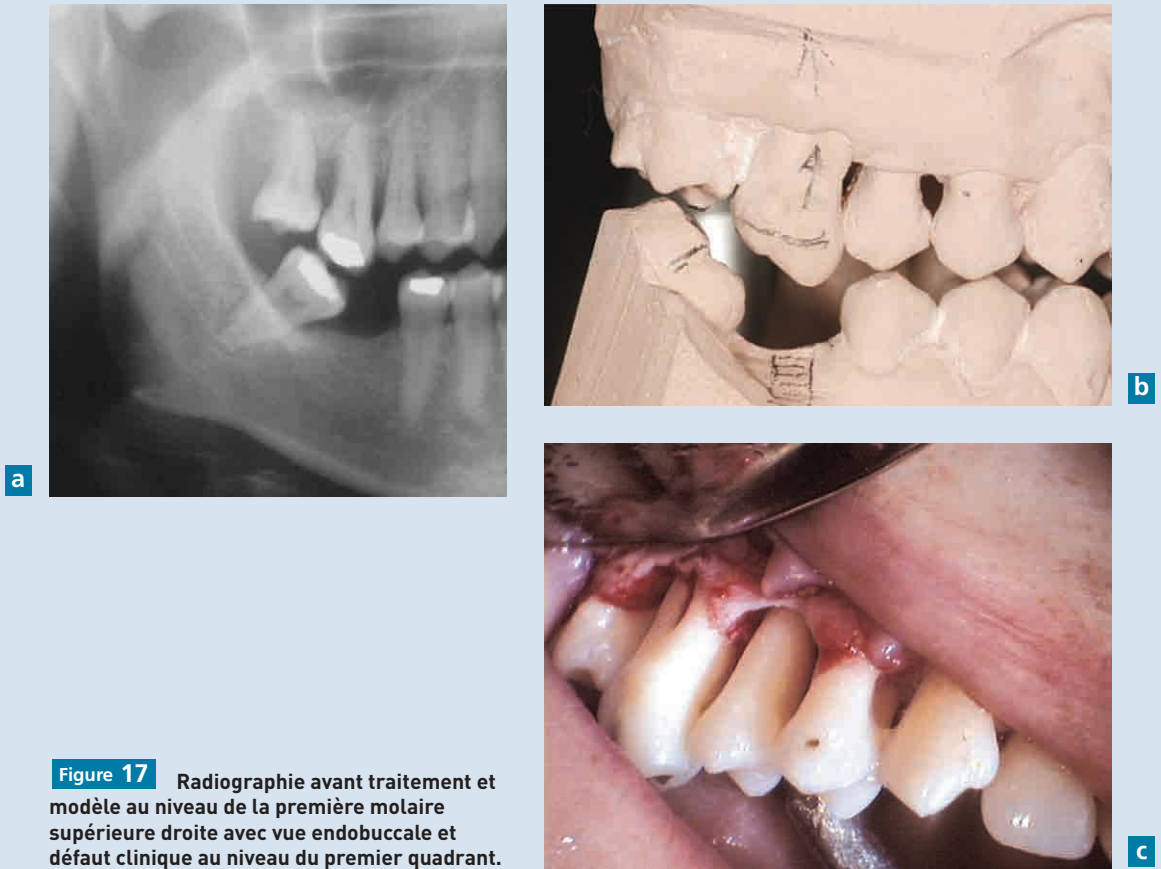 a
b
c
Figure 17 Radiographie avant traitement et
modèle au niveau de la première molaire
supérieure droite avec vue endobuccale et
défaut clinique au niveau du premier quadrant.